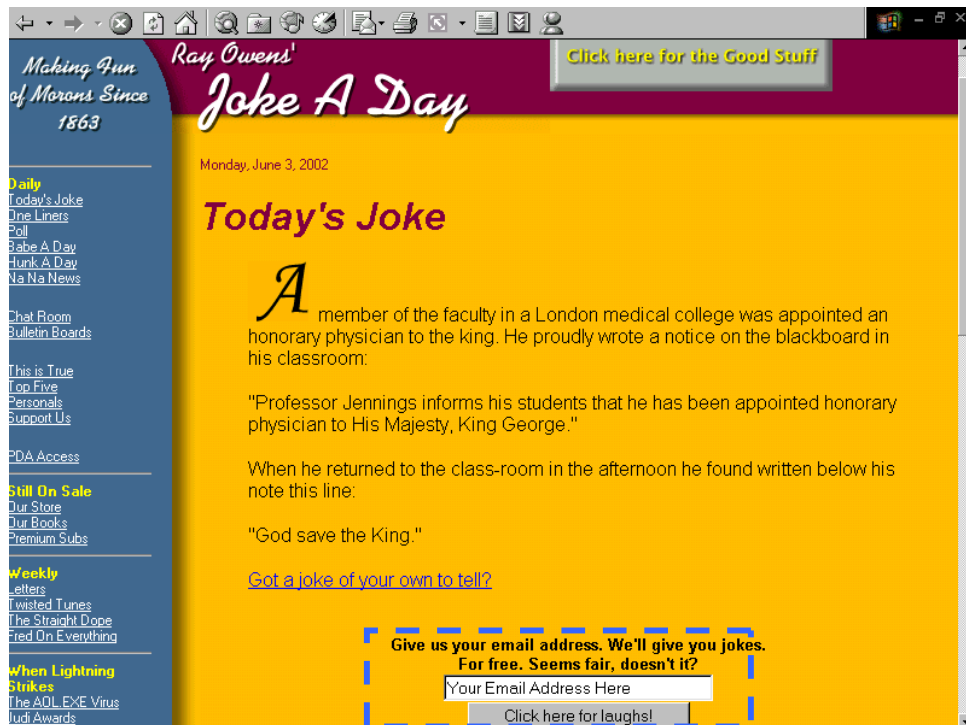 Making Fun
of Morons Since
1863
Ray Owens'
Joke A Day
Click here for the Good Stuff
Daily
Today's Joke
One Liners
Poll
Babe A Day
Hunk A Day
Na Na News
Chat Room
Bulletin Boards
This is True
Top Five
Personals
Support Us
PDA Access
Still On Sale
Our Store
Our Books
Premium Subs
Weekly
Letters
Twisted Tunes
The Straight Dope
Fred On Everything
When Lightning
Strikes
The AOL.EXE Virus
Judi Awards
Monday, June 3, 2002
Today's Joke
A member of the faculty in a London medical college was appointed an
honorary physician to the king. He proudly wrote a notice on the blackboard in
his classroom:
"Professor Jennings informs his students that he has been appointed honorary
physician to His Majesty, King George."
When he returned to the class-room in the afternoon he found written below his
note this line:
"God save the King."
Got a joke of your own to tell?
Give us your email address. We'll give you jokes.
For free. Seems fair, doesn't it?
Your Email Address Here
Click here for laughs!